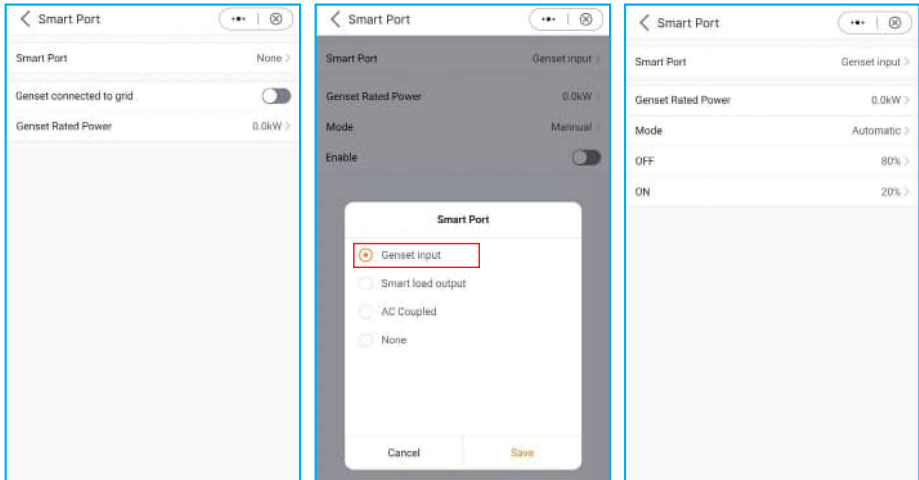 Smart Port
Smart Port None
Genset connected to grid
Genset Rated Power 0.0kW
Smart Port
Smart Port Genset input
Genset Rated Power 0.0kW
Mode Mannual
Enable
Smart Port
Genset input
Smart load output
AC Coupled
None
Cancel Save
Smart Port
Smart Port Genset input
Genset Rated Power 0.0kW
Mode Automatic
OFF 80%
ON 20%